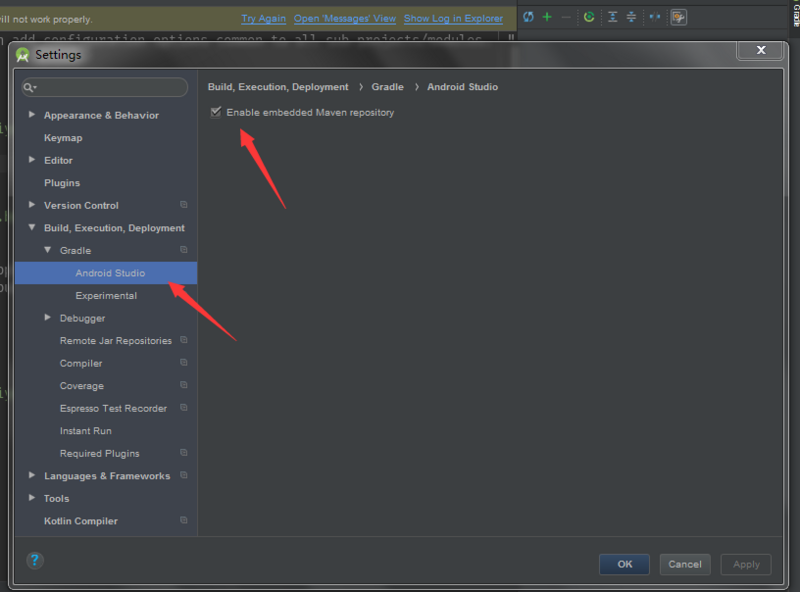 ill not work properly. Try Again Open 'Messages' View Show Log in Explorer
add configuration options common to all sub-projects/modules.
Gradle
Settings
Build, Execution, Deployment › Gradle › Android Studio
Enable embedded Maven repository
Appearance & Behavior
Keymap
Editor
Plugins
Version Control
Build, Execution, Deployment
Gradle
Android Studio
Experimental
Debugger
Remote Jar Repositories
Compiler
Coverage
Espresso Test Recorder
Instant Run
Required Plugins
Languages & Frameworks
Tools
Kotlin Compiler
?
OK Cancel Apply